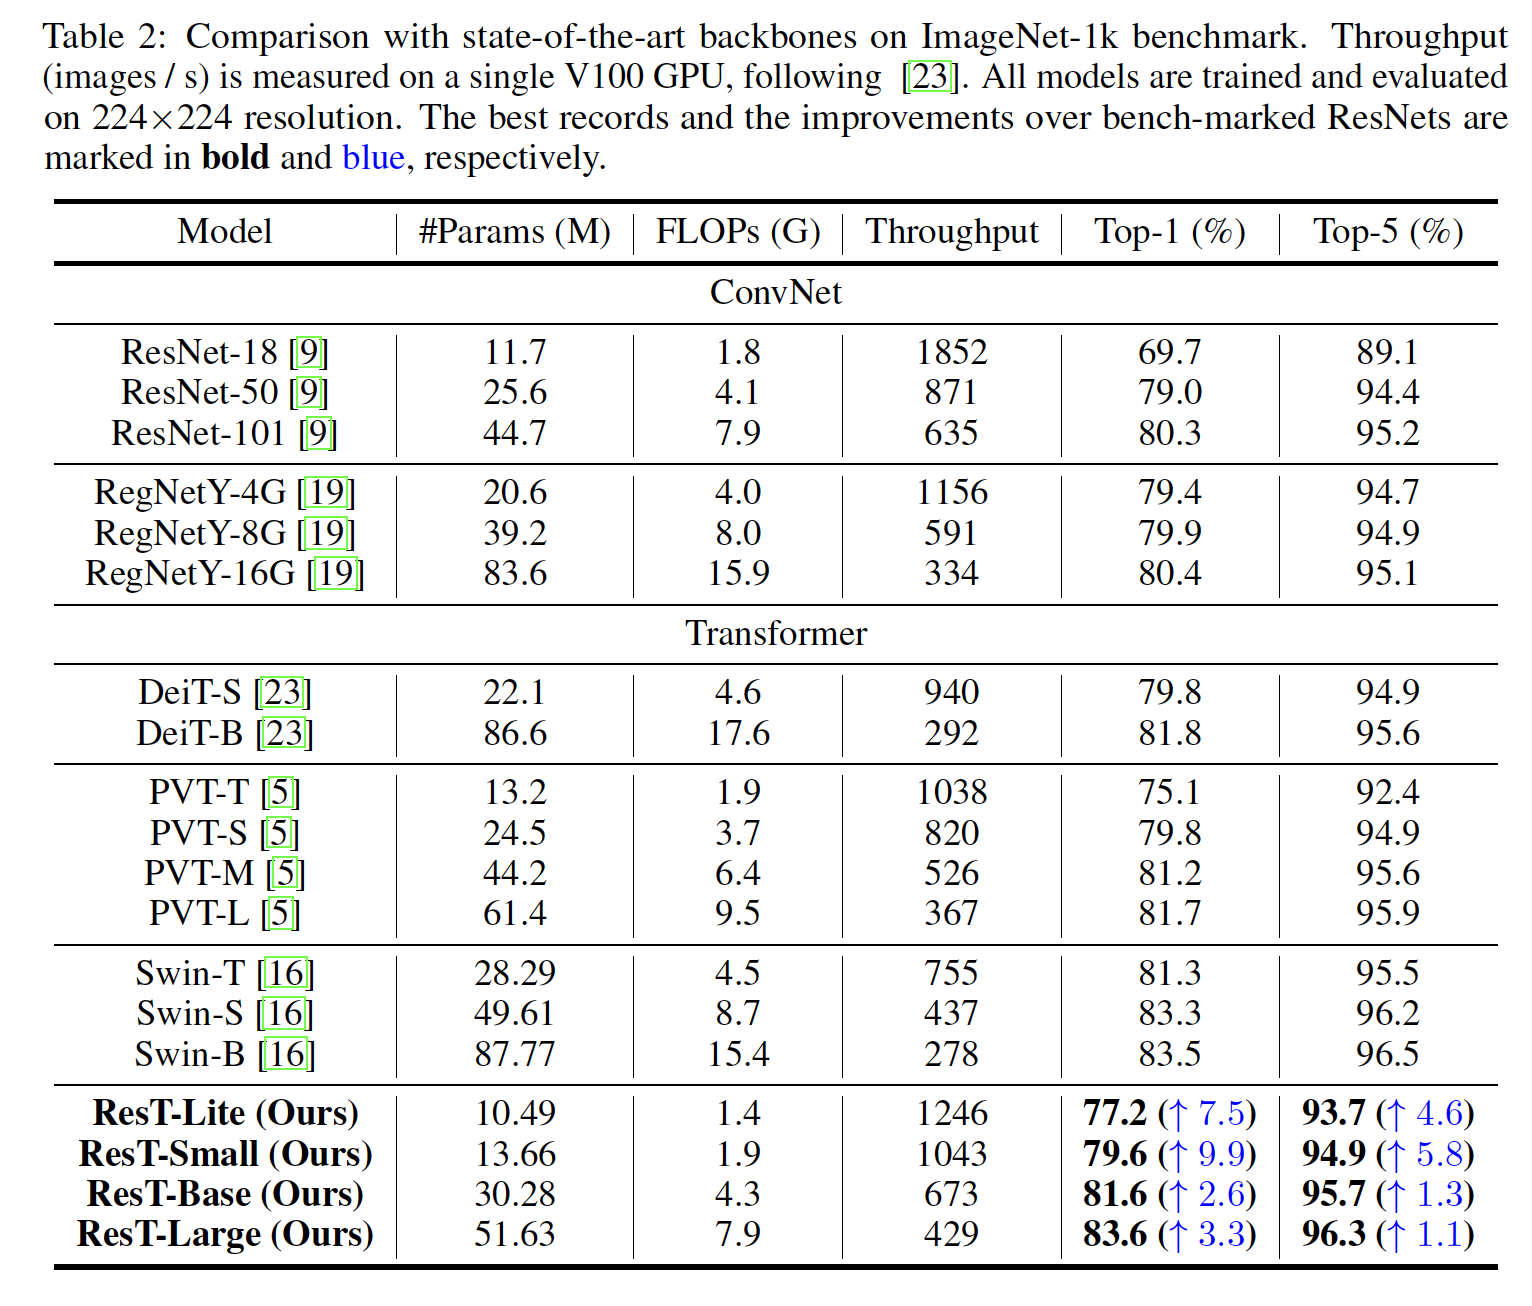 Table 2: Comparison with state-of-the-art backbones on ImageNet-1k benchmark. Throughput
(images / s) is measured on a single V100 GPU, following [23]. All models are trained and evaluated
on 224×224 resolution. The best records and the improvements over bench-marked ResNets are
marked in bold and blue, respectively.
Model #Params (M) FLOPs (G) Throughput Top-1 (%) Top-5 (%)
ConvNet
ResNet-18 [9] 11.7 1.8 1852 69.7 89.1
ResNet-50 [9] 25.6 4.1 871 79.0 94.4
ResNet-101 [9] 44.7 7.9 635 80.3 95.2
RegNetY-4G [19] 20.6 4.0 1156 79.4 94.7
RegNetY-8G [19] 39.2 8.0 591 79.9 94.9
RegNetY-16G [19] 83.6 15.9 334 80.4 95.1
Transformer
DeiT-S [23] 22.1 4.6 940 79.8 94.9
DeiT-B [23] 86.6 17.6 292 81.8 95.6
PVT-T [5] 13.2 1.9 1038 75.1 92.4
PVT-S [5] 24.5 3.7 820 79.8 94.9
PVT-M [5] 44.2 6.4 526 81.2 95.6
PVT-L [5] 61.4 9.5 367 81.7 95.9
Swin-T [16] 28.29 4.5 755 81.3 95.5
Swin-S [16] 49.61 8.7 437 83.3 96.2
Swin-B [16] 87.77 15.4 278 83.5 96.5
ResT-Lite (Ours) 10.49 1.4 1246 77.2 (↑ 7.5) 93.7 (↑ 4.6)
ResT-Small (Ours) 13.66 1.9 1043 79.6 (↑ 9.9) 94.9 (↑ 5.8)
ResT-Base (Ours) 30.28 4.3 673 81.6 (↑ 2.6) 95.7 (↑ 1.3)
ResT-Large (Ours) 51.63 7.9 429 83.6 (↑ 3.3) 96.3 (↑ 1.1)